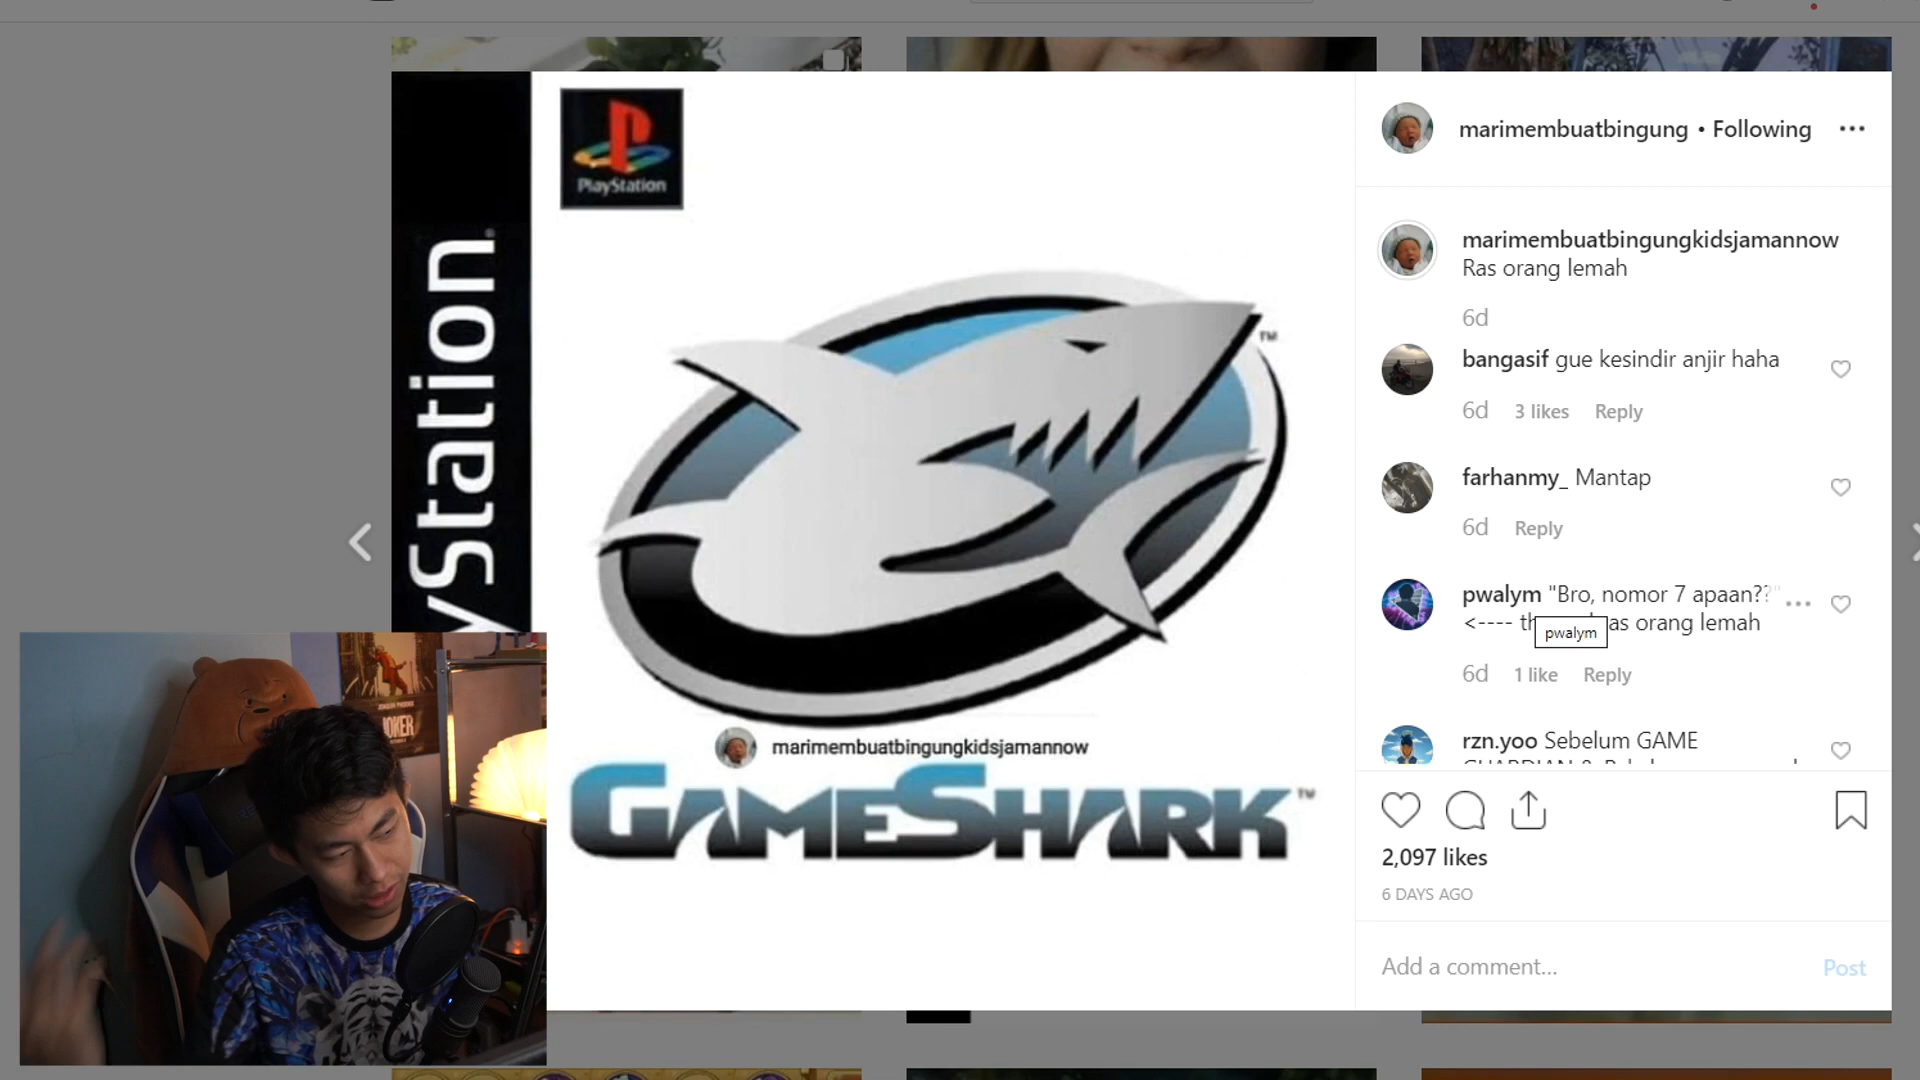 PlayStation
yStation
marimembuatbingungkidsjamannow
GAMESHARK
TM
TM
JOKER
marimembuatbingung • Following
marimembuatbingungkidsjamannow
Ras orang lemah
6d
bangasif gue kesindir anjir haha
6d 3 likes Reply
farhanmy_ Mantap
6d Reply
pwalym "Bro, nomor 7 apaan??"
<---- as orang lemah
pwalym
6d 1 like Reply
rzn.yoo Sebelum GAME
2,097 likes
6 DAYS AGO
Add a comment... Post